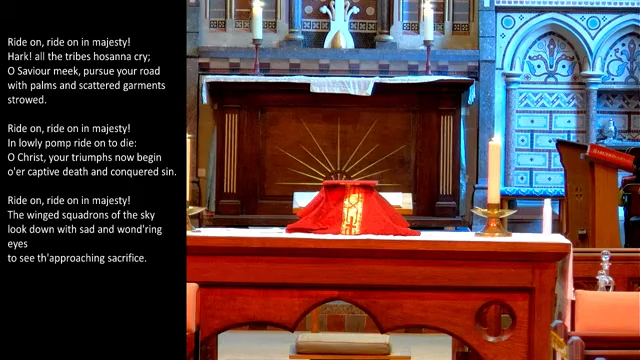 Ride on, ride on in majesty!
Hark! all the tribes hosanna cry;
O Saviour meek, pursue your road
with palms and scattered garments
strowed.
Ride on, ride on in majesty!
In lowly pomp ride on to die:
O Christ, your triumphs now begin
o'er captive death and conquered sin.
Ride on, ride on in majesty!
The winged squadrons of the sky
look down with sad and wond'ring
eyes
to see th'approaching sacrifice.